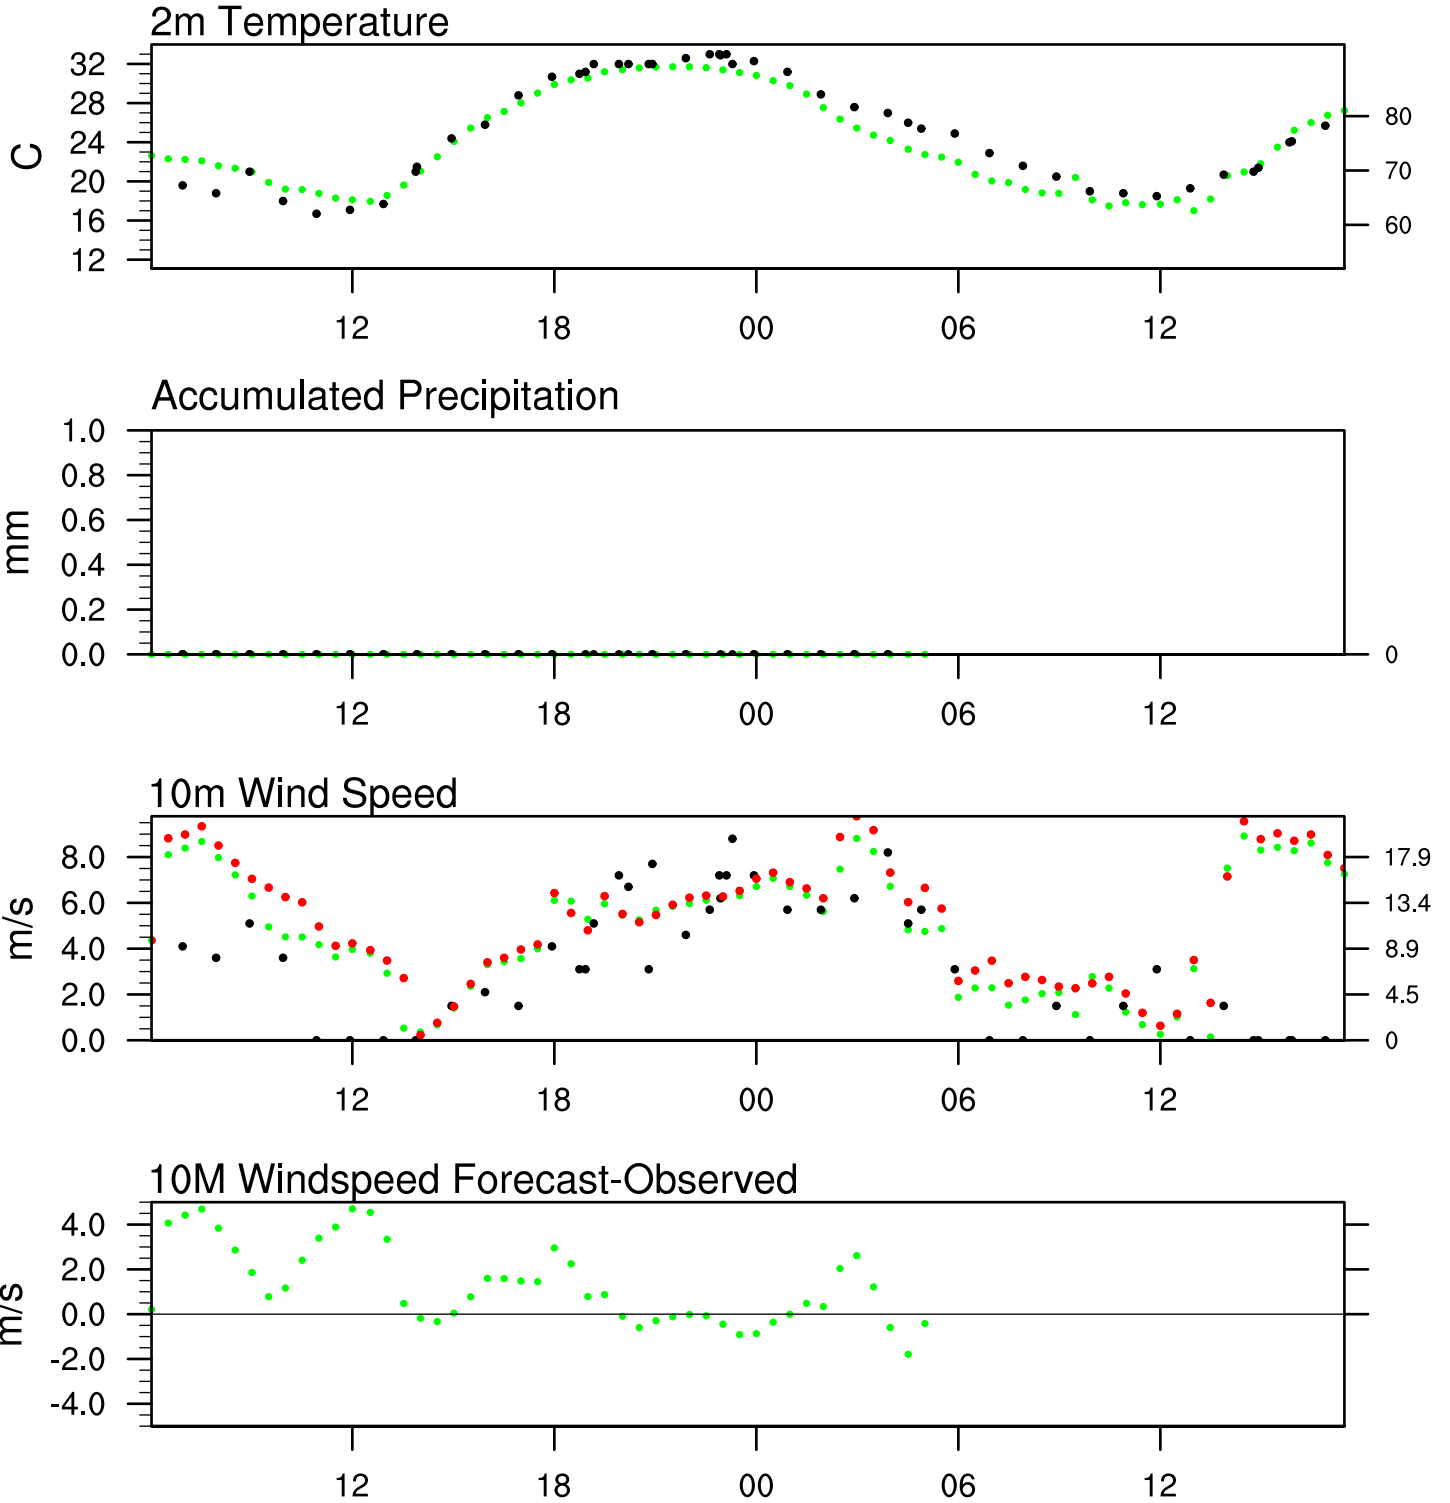 2m Temperature
C
32
28
24
20
16
12
80
70
60
12 18 00 06 12
Accumulated Precipitation
mm
1.0
0.8
0.6
0.4
0.2
0.0
0
12 18 00 06 12
10m Wind Speed
m/s
8.0
6.0
4.0
2.0
0.0
17.9
13.4
8.9
4.5
0
12 18 00 06 12
10M Windspeed Forecast-Observed
m/s
4.0
2.0
0.0
-2.0
-4.0
12 18 00 06 12